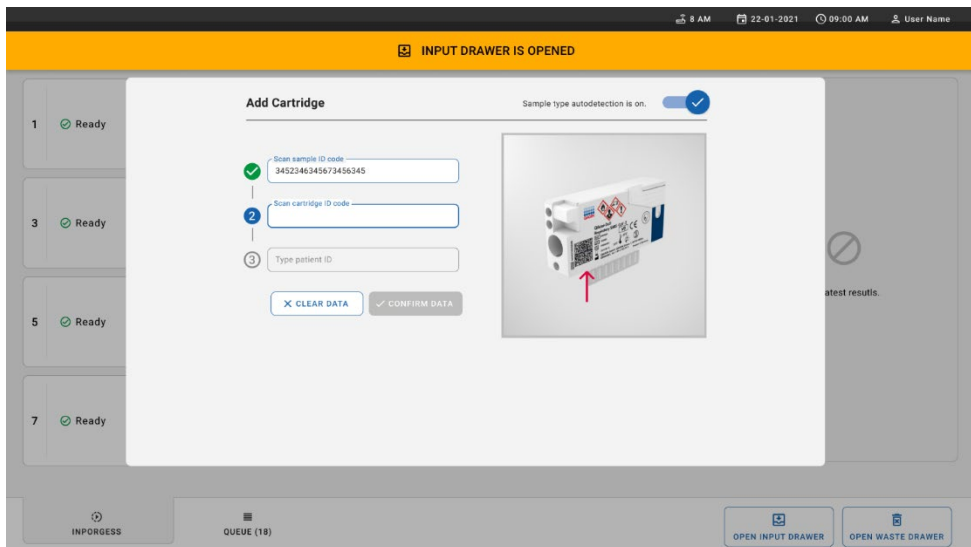 8 AM 22-01-2021 09:00 AM User Name
INPUT DRAWER IS OPENED
Add Cartridge
Sample type autodetection is on.
1 Ready
Scan sample ID code
3452346345673456345
Scan cartridge ID code
2
3 Ready
3 Type patient ID
CLEAR DATA CONFIRM DATA
atest resutls.
5 Ready
7 Ready
INPORGESS
QUEUE (18)
OPEN INPUT DRAWER
OPEN WASTE DRAWER